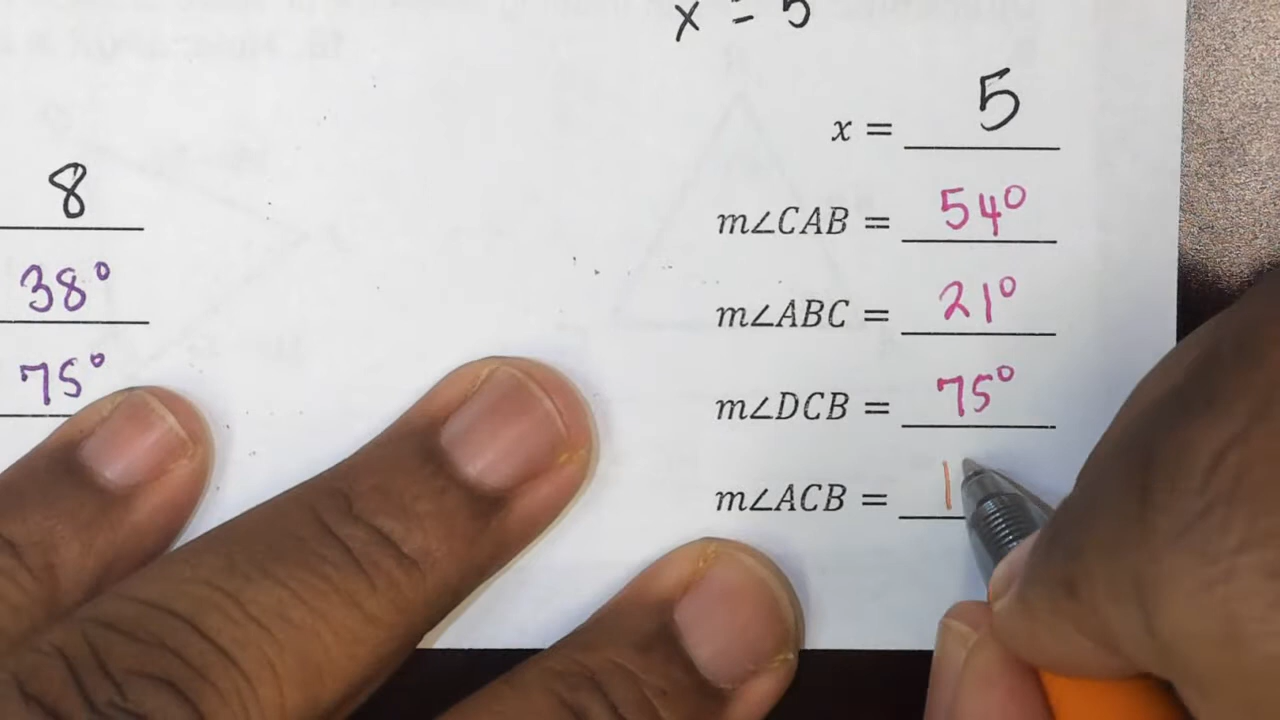 x = 5
x = 5
8
m∠CAB = 54°
38°
m∠ABC = 21°
75°
m∠DCB = 75°
m∠ACB = 1